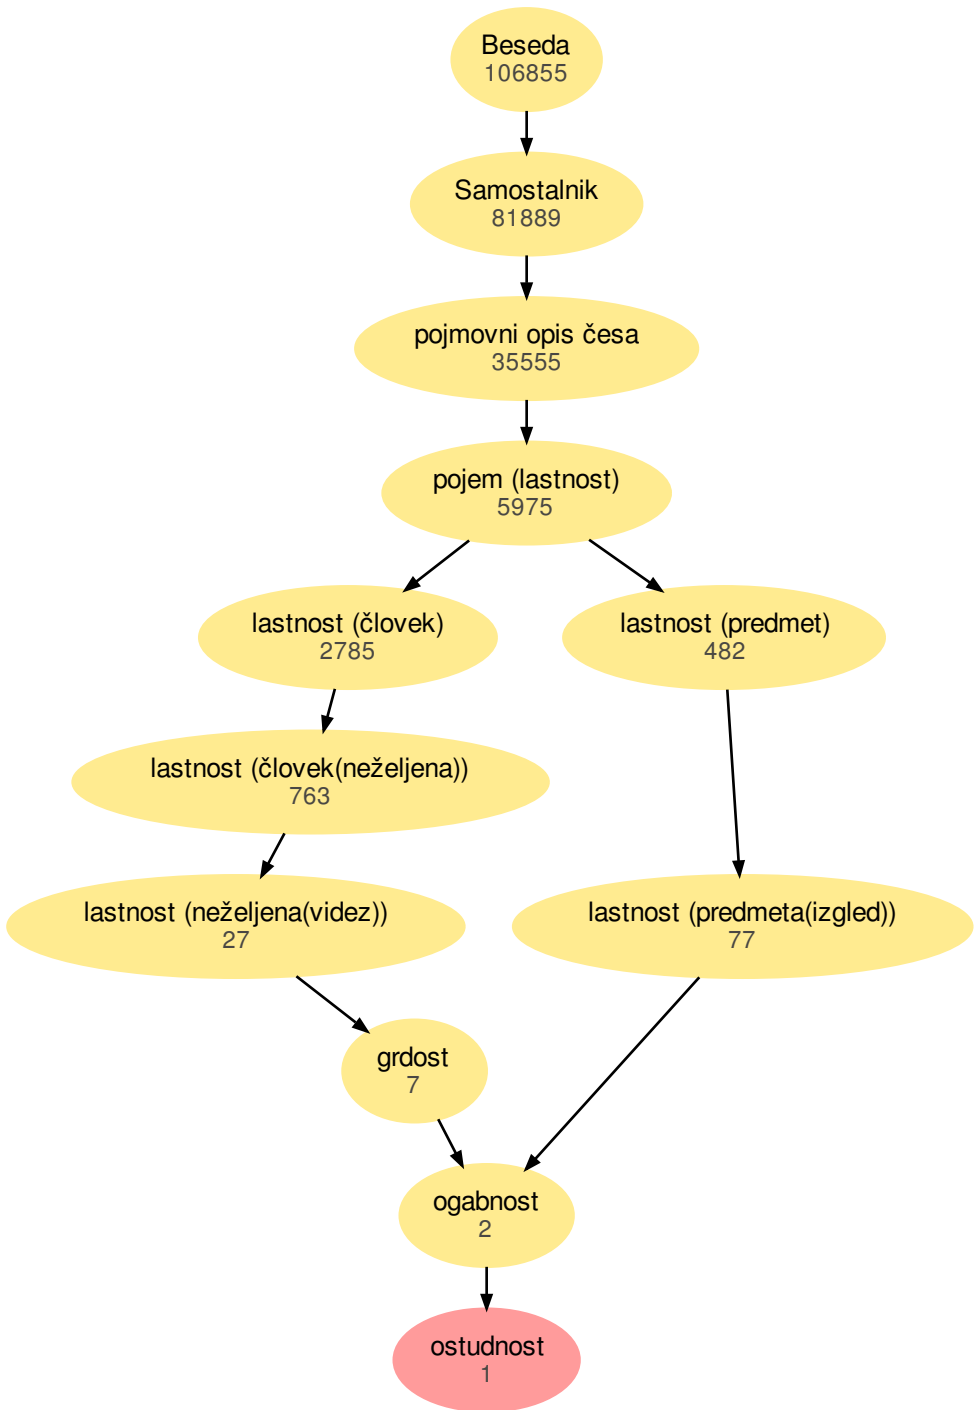 Beseda
106855
Samostalnik
81889
pojmovni opis česa
35555
pojem (lastnost)
5975
lastnost (človek)
2785
lastnost (predmet)
482
lastnost (človek(neželjena))
763
lastnost (neželjena(videz))
27
lastnost (predmeta(izgled))
77
grdost
7
ogabnost
2
ostudnost
1